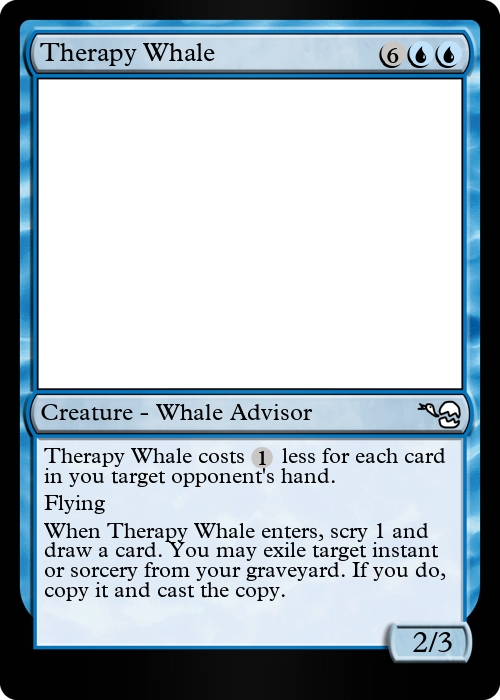 Therapy Whale 6
Creature - Whale Advisor
Therapy Whale costs 1 less for each card
in you target opponent's hand.
Flying
When Therapy Whale enters, scry 1 and
draw a card. You may exile target instant
or sorcery from your graveyard. If you do,
copy it and cast the copy.
2/3